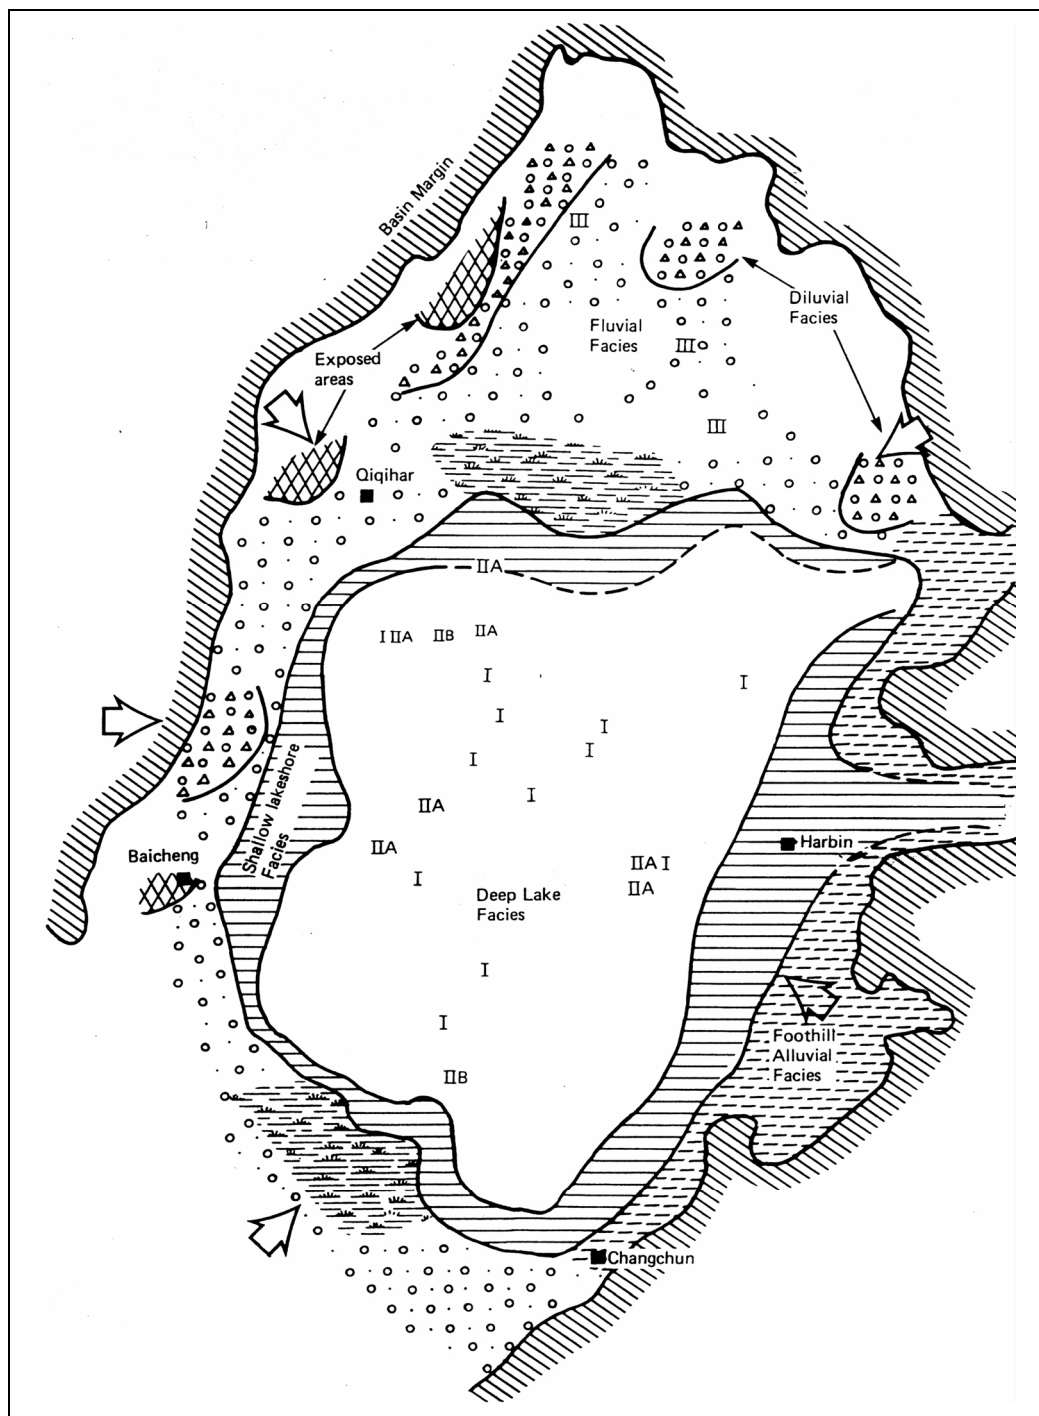 Basin Margin
III
Diluvial
Facies
Fluvial
Facies
III
Exposed
areas
III
Qiqihar
IIA
I IIA IIB IIA
I
I
I
I
I
I
I
IIA
Shallow lakeshore
Facies
IIA
Harbin
Baicheng
IIA I
I
IIA
Deep Lake
Facies
I
I
Foothill
Alluvial
Facies
IIB
Changchun